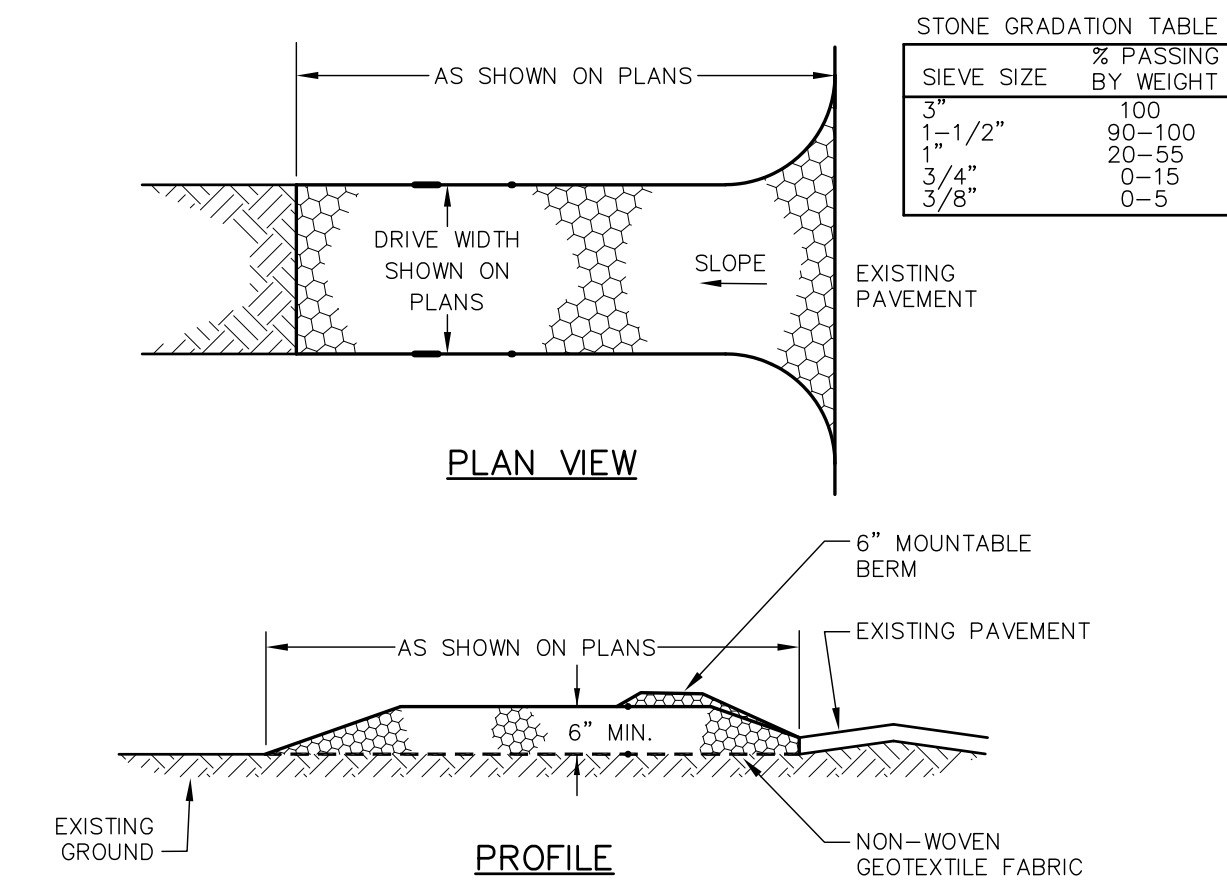 STONE GRADATION TABLE
SIEVE SIZE % PASSING BY WEIGHT
3" 100
1-1/2" 90-100
1" 20-55
3/4" 0-15
3/8" 0-5
AS SHOWN ON PLANS
DRIVE WIDTH
SHOWN ON
PLANS
SLOPE
EXISTING
PAVEMENT
PLAN VIEW
6" MOUNTABLE
BERM
EXISTING PAVEMENT
AS SHOWN ON PLANS
6" MIN.
EXISTING
GROUND
NON-WOVEN
GEOTEXTILE FABRIC
PROFILE